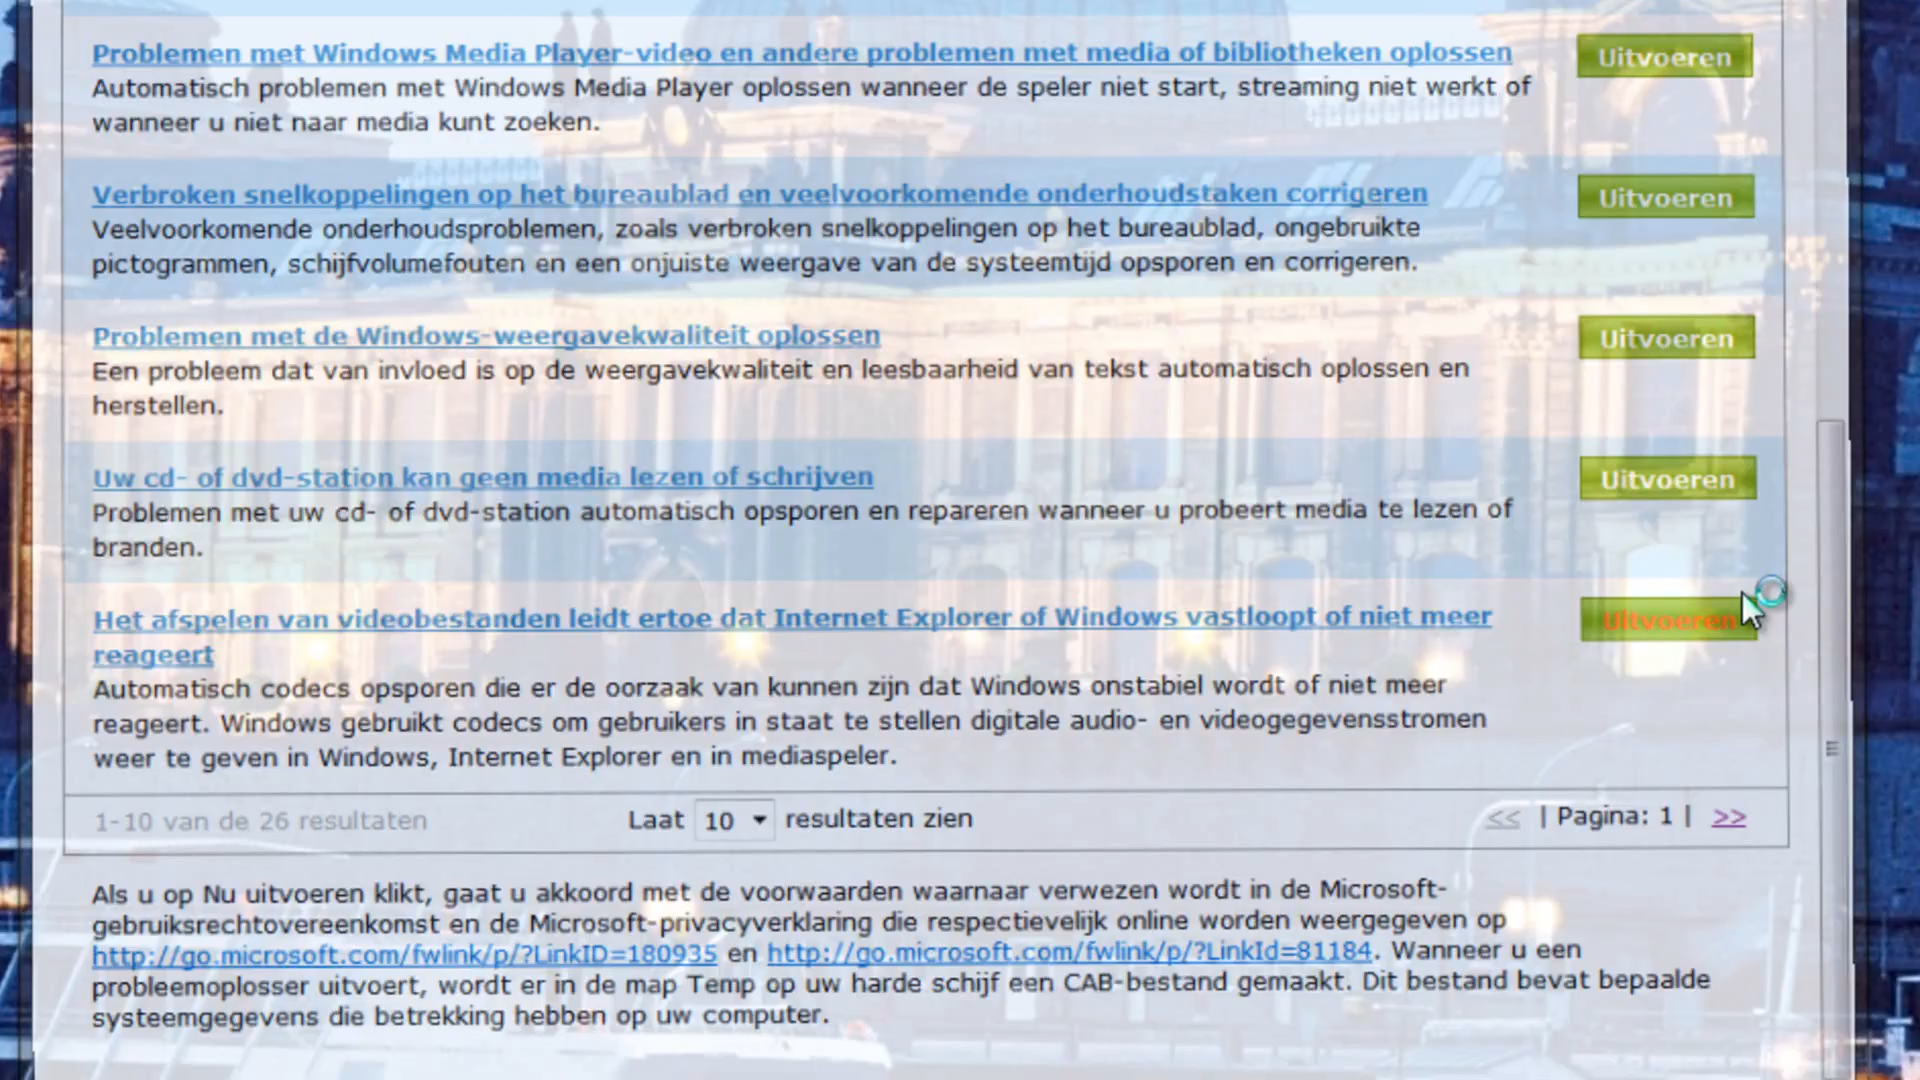 Problemen met Windows Media Player-video en andere problemen met media of bibliotheken oplossen
Uitvoeren
Automatisch problemen met Windows Media Player oplossen wanneer de speler niet start, streaming niet werkt of
wanneer u niet naar media kunt zoeken.
Verbroken snelkoppelingen op het bureaublad en veelvoorkomende onderhoudstaken corrigeren
Uitvoeren
Veelvoorkomende onderhoudsproblemen, zoals verbroken snelkoppelingen op het bureaublad, ongebruikte
pictogrammen, schijfvolumefouten en een onjuiste weergave van de systeemtijd opsporen en corrigeren.
Problemen met de Windows-weergavekwaliteit oplossen
Uitvoeren
Een probleem dat van invloed is op de weergavekwaliteit en leesbaarheid van tekst automatisch oplossen en
herstellen.
Uw cd- of dvd-station kan geen media lezen of schrijven
Uitvoeren
Problemen met uw cd- of dvd-station automatisch opsporen en repareren wanneer u probeert media te lezen of
branden.
Het afspelen van videobestanden leidt ertoe dat Internet Explorer of Windows vastloopt of niet meer
Uitvoeren
reageert
Automatisch codecs opsporen die er de oorzaak van kunnen zijn dat Windows onstabiel wordt of niet meer
reageert. Windows gebruikt codecs om gebruikers in staat te stellen digitale audio- en videogegevensstromen
weer te geven in Windows, Internet Explorer en in mediaspeler.
1-10 van de 26 resultaten Laat 10 resultaten zien << | Pagina: 1 | >>
Als u op Nu uitvoeren klikt, gaat u akkoord met de voorwaarden waarnaar verwezen wordt in de Microsoft-
gebruiksrechtovereenkomst en de Microsoft-privacyverklaring die respectievelijk online worden weergegeven op
http://go.microsoft.com/fwlink/p/?LinkID=180935 en http://go.microsoft.com/fwlink/p/?LinkId=81184. Wanneer u een
probleemoplosser uitvoert, wordt er in de map Temp op uw harde schijf een CAB-bestand gemaakt. Dit bestand bevat bepaalde
systeemgegevens die betrekking hebben op uw computer.